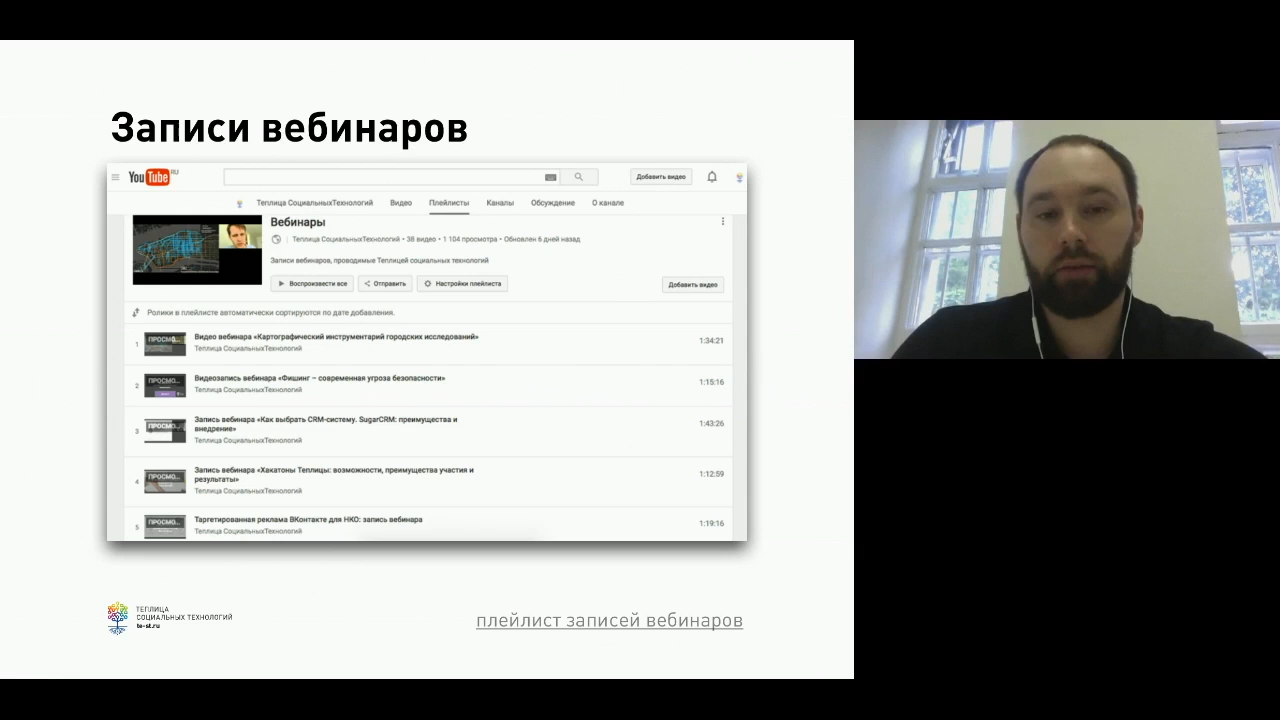 Записи вебинаров
YouTube RU
Добавить видео
Теплица СоциальныхТехнологий Видео Плейлисты Каналы Обсуждение О канале
Вебинары
Теплица СоциальныхТехнологий • 38 видео • 1 104 просмотра • Обновлен 6 дней назад
Записи вебинаров, проводимые Теплицей социальных технологий
Воспроизвести все Отправить Настройки плейлиста Добавить видео
Ролики в плейлисте автоматически сортируются по дате добавления.
1 ПРОСМО... Видео вебинара «Картографический инструментарий городских исследований» 1:34:21
Теплица СоциальныхТехнологий
2 ПРОСМО... Видеозапись вебинара «Фишинг – современная угроза безопасности» 1:15:16
Теплица СоциальныхТехнологий
3 ПРОСМО... Запись вебинара «Как выбрать CRM-систему. SugarCRM: преимущества и 1:43:26
внедрение»
Теплица СоциальныхТехнологий
4 ПРОСМО... Запись вебинара «Хакатоны Теплицы: возможности, преимущества участия и 1:12:59
результаты»
Теплица СоциальныхТехнологий
5 ПРОСМО... Таргетированная реклама ВКонтакте для НКО: запись вебинара 1:19:16
Теплица СоциальныхТехнологий
ТЕПЛИЦА
СОЦИАЛЬНЫХ ТЕХНОЛОГИЙ
te-st.ru
плейлист записей вебинаров